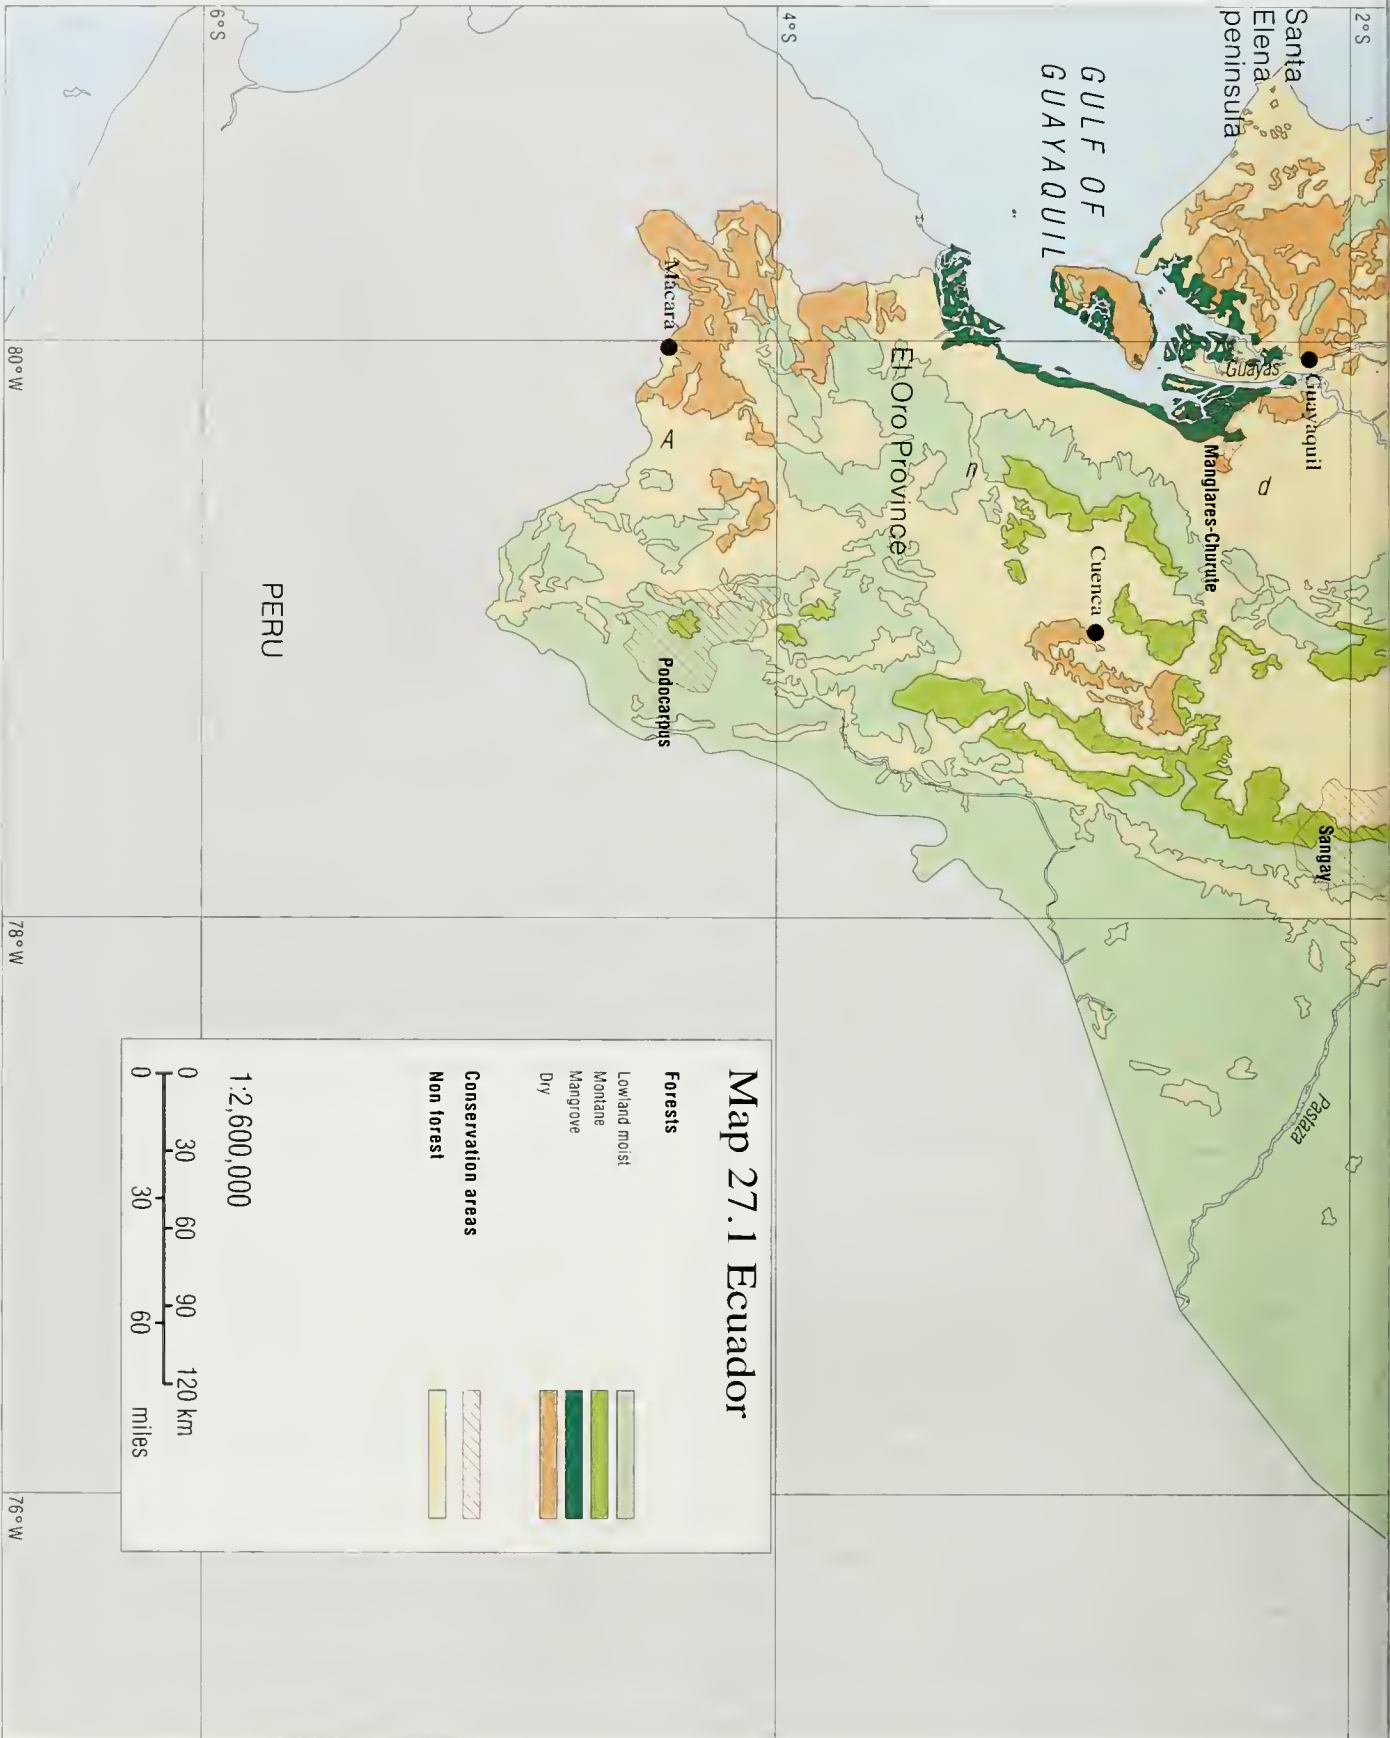 2°S
Santa
Elena
peninsula
Guayaquil
Guayas
d
Manglares-Churute
Sangay
Pastaza
GULF OF
GUAYAQUIL
Cuenca
n
El Oro Province
4°S
Macará
A
Podocarpus
PERU
6°S
80°W
78°W
76°W
Map 27.1 Ecuador
Forests
Lowland moist
Montane
Mangrove
Dry
Conservation areas
Non forest
1:2,600,000
0 30 60 90 120 km
0 30 60 miles